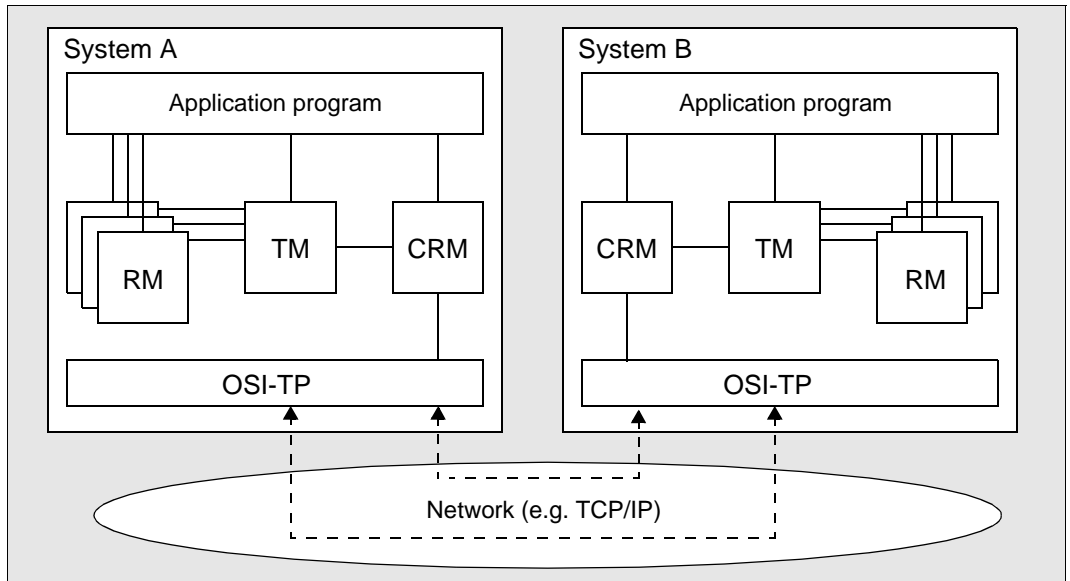 System A
Application program
RM
TM
CRM
OSI-TP
System B
Application program
CRM
TM
RM
OSI-TP
Network (e.g. TCP/IP)